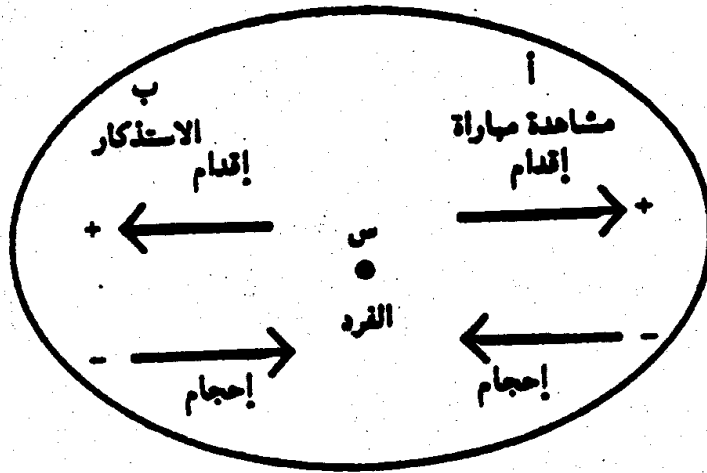 أ
مشاهدة مباراة
إقدام
+
ب
الاستذكار
إقدام
+
س
الفرد
-
إحجام
-
إحجام